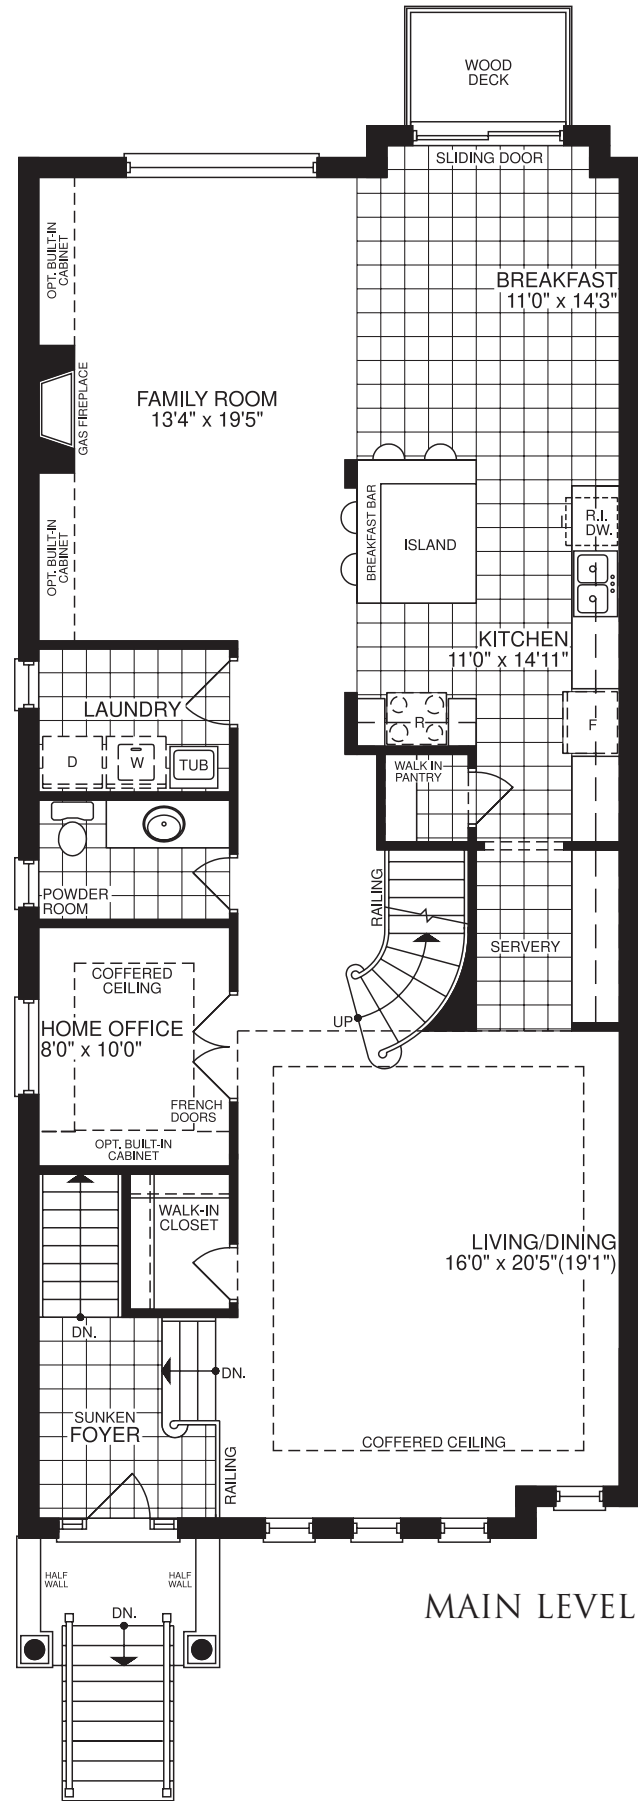 WOOD
DECK
SLIDING DOOR
OPT. BUILT-IN
CABINET
BREAKFAST
11'0" x 14'3"
GAS FIREPLACE
FAMILY ROOM
13'4" x 19'5"
OPT. BUILT-IN
CABINET
BREAKFAST BAR
ISLAND
R.I.
DW.
KITCHEN
11'0" x 14'11"
LAUNDRY
R
F
D
W
TUB
WALK IN
PANTRY
POWDER
ROOM
RAILING
SERVERY
COFFERED
CEILING
UP
HOME OFFICE
8'0" x 10'0"
FRENCH
DOORS
OPT. BUILT-IN
CABINET
WALK-IN
CLOSET
LIVING/DINING
16'0" x 20'5"(19'1")
DN.
DN.
SUNKEN
FOYER
RAILING
COFFERED CEILING
HALF
WALL
HALF
WALL
DN.
MAIN LEVEL